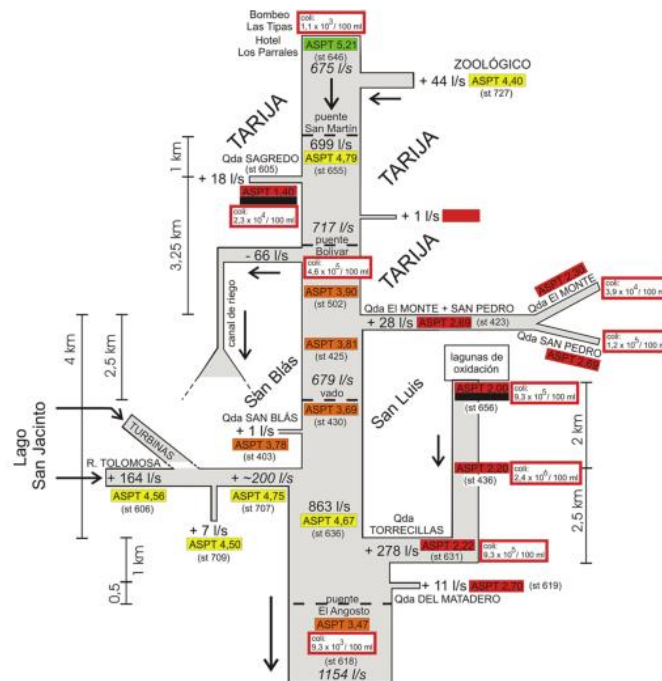 Bombeo
Las Tipas
coli:
1,1 x 10³/ 100 ml
Hotel
Los Parrales
ASPT 5,21
(st 646)
675 l/s
ZOOLÓGICO
+ 44 l/s ASPT 4,40
(st 727)
TARIJA
puente
San Martín
699 l/s
ASPT 4,79
(st 655)
TARIJA
1 km
Qda SAGREDO
(st 605)
+ 18 l/s
ASPT 1,40
coli:
2,3 x 10⁴/ 100 ml
+ 1 l/s
3,25 km
717 l/s
puente
Bolívar
- 66 l/s
coli:
4,6 x 10⁵/ 100 ml
TARIJA
ASPT 3,90
(st 502)
canal de riego
Qda El MONTE + SAN PEDRO
+ 28 l/s ASPT 2,69 (st 423)
ASPT 2,30
Qda El MONTE
coli:
3,9 x 10⁴/ 100 ml
Qda SAN PEDRO
ASPT 2,69
coli:
1,2 x 10⁵/ 100 ml
4 km
2,5 km
ASPT 3,81
(st 425)
San Blás
679 l/s
vado
ASPT 3,69
(st 430)
San Luis
lagunas de
oxidación
ASPT 2,00
(st 656)
coli:
9,3 x 10⁵/ 100 ml
2 km
Qda SAN BLÁS
+ 1 l/s
ASPT 3,78
(st 403)
TURBINAS
Lago
San Jacinto
R. TOLOMOSA
+ 164 l/s
ASPT 4,56
(st 606)
+ ~200 l/s
ASPT 4,75
(st 707)
+ 7 l/s
ASPT 4,50
(st 709)
ASPT 2,20
(st 436)
coli:
2,4 x 10⁶/ 100 ml
2,5 km
863 l/s
ASPT 4,67
(st 636)
Qda
TORRECILLAS
+ 278 l/s
ASPT 2,22
(st 631)
coli:
9,3 x 10⁵/ 100 ml
1 km
0,5
+ 11 l/s ASPT 2,70 (st 619)
Qda DEL MATADERO
puente
El Angosto
ASPT 3,47
coli:
9,3 x 10³/ 100 ml
(st 618)
1154 l/s